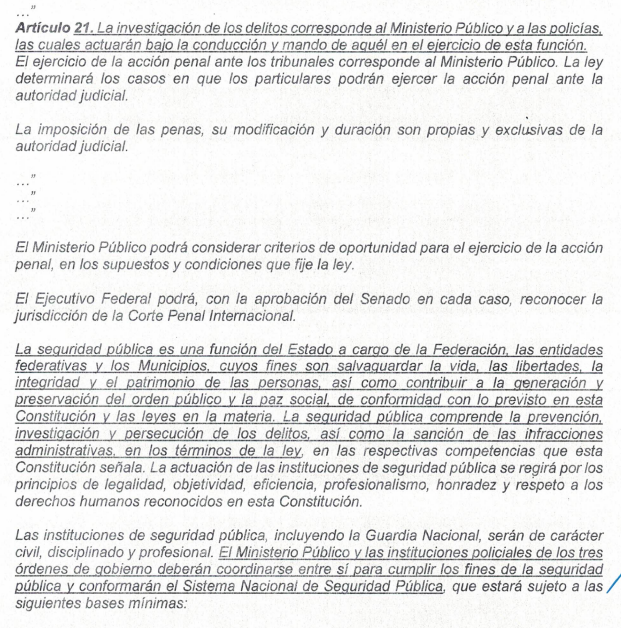 ..."
Artículo 21. La investigación de los delitos corresponde al Ministerio Público y a las policías,
las cuales actuarán bajo la conducción y mando de aquél en el ejercicio de esta función.
El ejercicio de la acción penal ante los tribunales corresponde al Ministerio Público. La ley
determinará los casos en que los particulares podrán ejercer la acción penal ante la
autoridad judicial.
La imposición de las penas, su modificación y duración son propias y exclusivas de la
autoridad judicial.
..."
..."
..."
El Ministerio Público podrá considerar criterios de oportunidad para el ejercicio de la acción
penal, en los supuestos y condiciones que fije la ley.
El Ejecutivo Federal podrá, con la aprobación del Senado en cada caso, reconocer la
jurisdicción de la Corte Penal Internacional.
La seguridad pública es una función del Estado a cargo de la Federación, las entidades
federativas y los Municipios, cuyos fines son salvaguardar la vida, las libertades, la
integridad y el patrimonio de las personas, así como contribuir a la generación y
preservación del orden público y la paz social, de conformidad con lo previsto en esta
Constitución y las leyes en la materia. La seguridad pública comprende la prevención,
investigación y persecución de los delitos, así como la sanción de las infracciones
administrativas, en los términos de la ley, en las respectivas competencias que esta
Constitución señala. La actuación de las instituciones de seguridad pública se regirá por los
principios de legalidad, objetividad, eficiencia, profesionalismo, honradez y respeto a los
derechos humanos reconocidos en esta Constitución.
Las instituciones de seguridad pública, incluyendo la Guardia Nacional, serán de carácter
civil, disciplinado y profesional. El Ministerio Público y las instituciones policiales de los tres
órdenes de gobierno deberán coordinarse entre sí para cumplir los fines de la seguridad
pública y conformarán el Sistema Nacional de Seguridad Pública, que estará sujeto a las
siguientes bases mínimas: